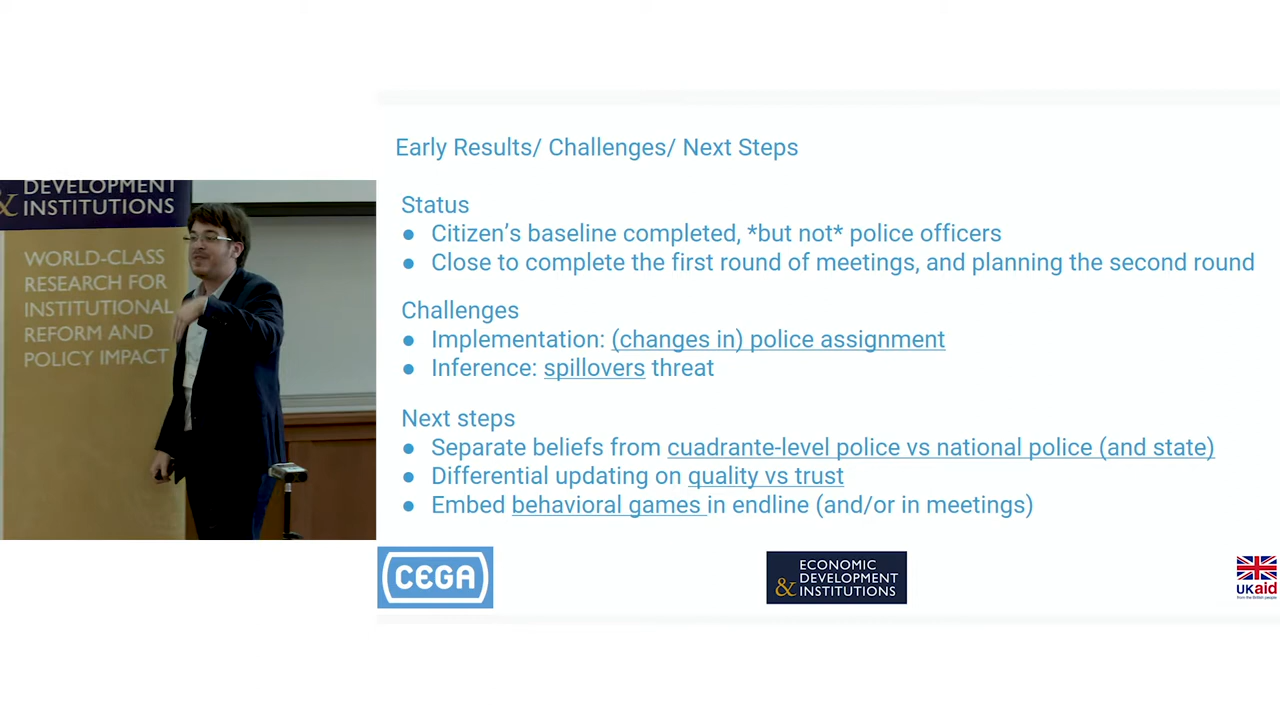 DEVELOPMENT
& INSTITUTIONS
WORLD-CLASS
RESEARCH FOR
INSTITUTIONAL
REFORM AND
POLICY IMPACT
Early Results/ Challenges/ Next Steps
Status
● Citizen’s baseline completed, *but not* police officers
● Close to complete the first round of meetings, and planning the second round
Challenges
● Implementation: (changes in) police assignment
● Inference: spillovers threat
Next steps
● Separate beliefs from cuadrante-level police vs national police (and state)
● Differential updating on quality vs trust
● Embed behavioral games in endline (and/or in meetings)
CEGA
ECONOMIC
DEVELOPMENT
& INSTITUTIONS
UKaid
from the British people